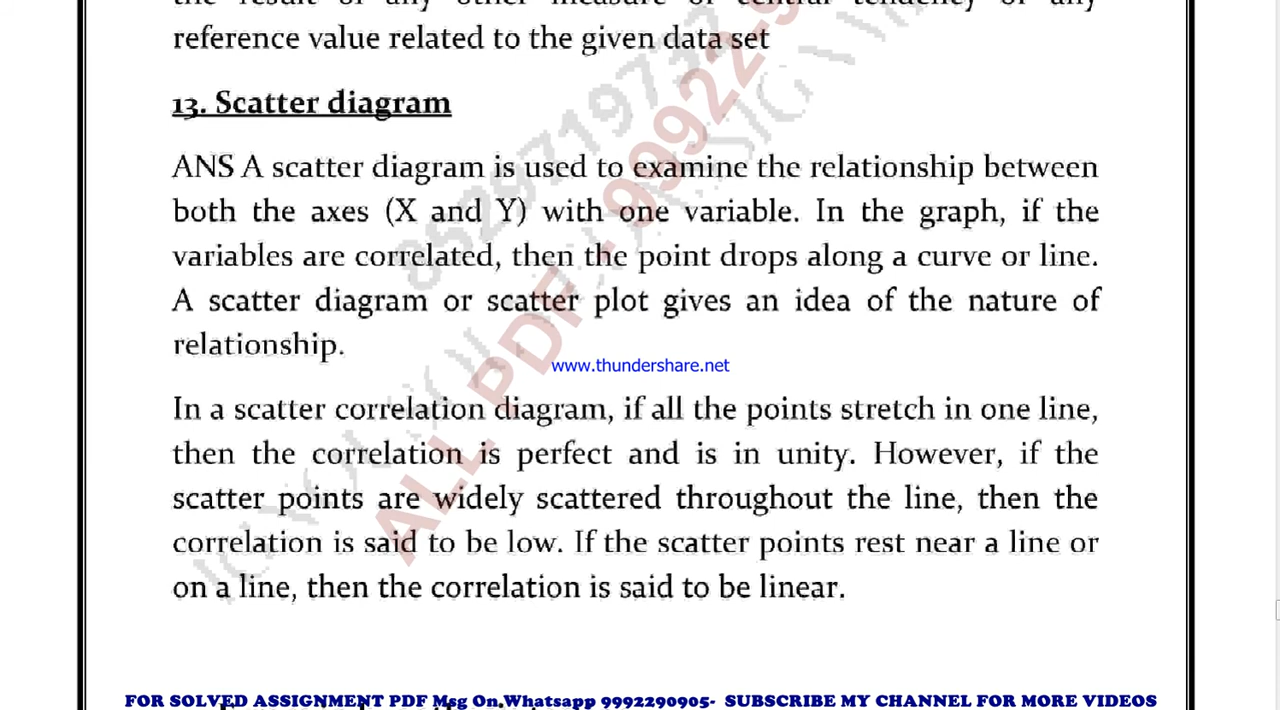 reference value related to the given data set
13. Scatter diagram
ANS A scatter diagram is used to examine the relationship between
both the axes (X and Y) with one variable. In the graph, if the
variables are correlated, then the point drops along a curve or line.
A scatter diagram or scatter plot gives an idea of the nature of
relationship.
www.thundershare.net
In a scatter correlation diagram, if all the points stretch in one line,
then the correlation is perfect and is in unity. However, if the
scatter points are widely scattered throughout the line, then the
correlation is said to be low. If the scatter points rest near a line or
on a line, then the correlation is said to be linear.
ALL PDF - 99922-9
8529719733
FOR SOLVED ASSIGNMENT PDF Msg On Whatsapp 9992290905- SUBSCRIBE MY CHANNEL FOR MORE VIDEOS